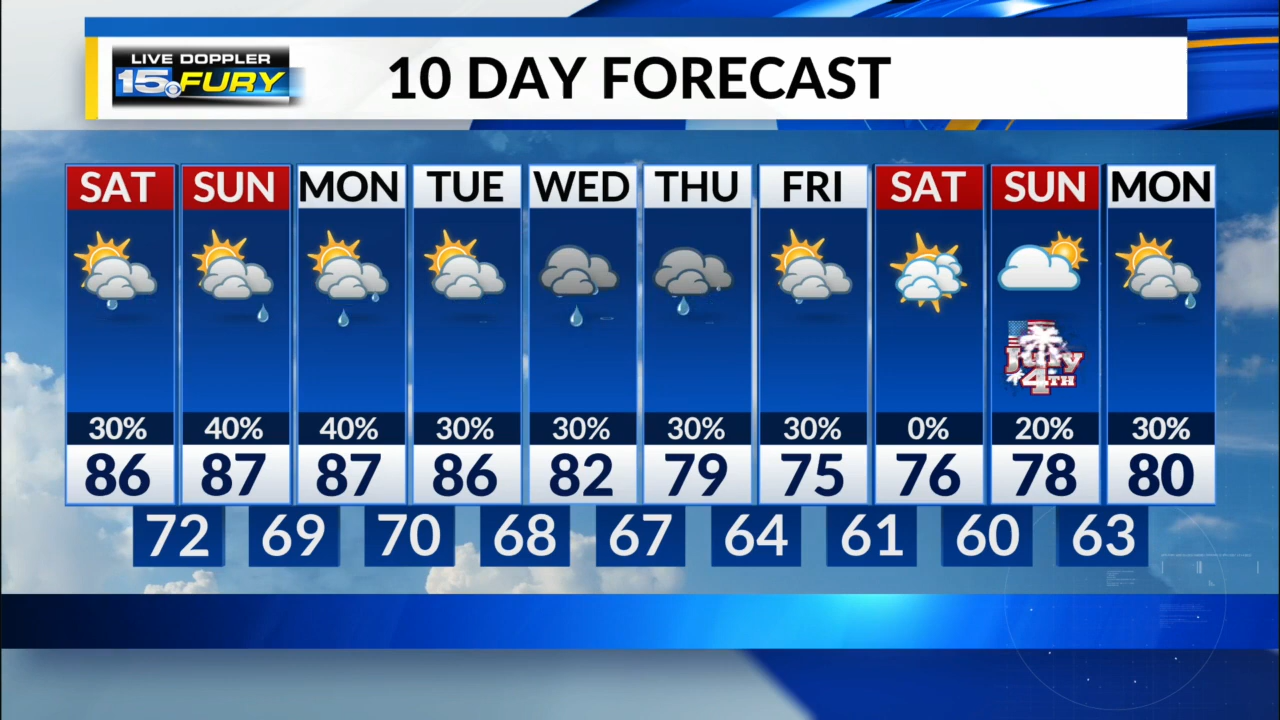 LIVE DOPPLER
15 FURY
10 DAY FORECAST
SAT SUN MON TUE WED THU FRI SAT SUN MON
July
4TH
30% 40% 40% 30% 30% 30% 30% 0% 20% 30%
86 87 87 86 82 79 75 76 78 80
72 69 70 68 67 64 61 60 63